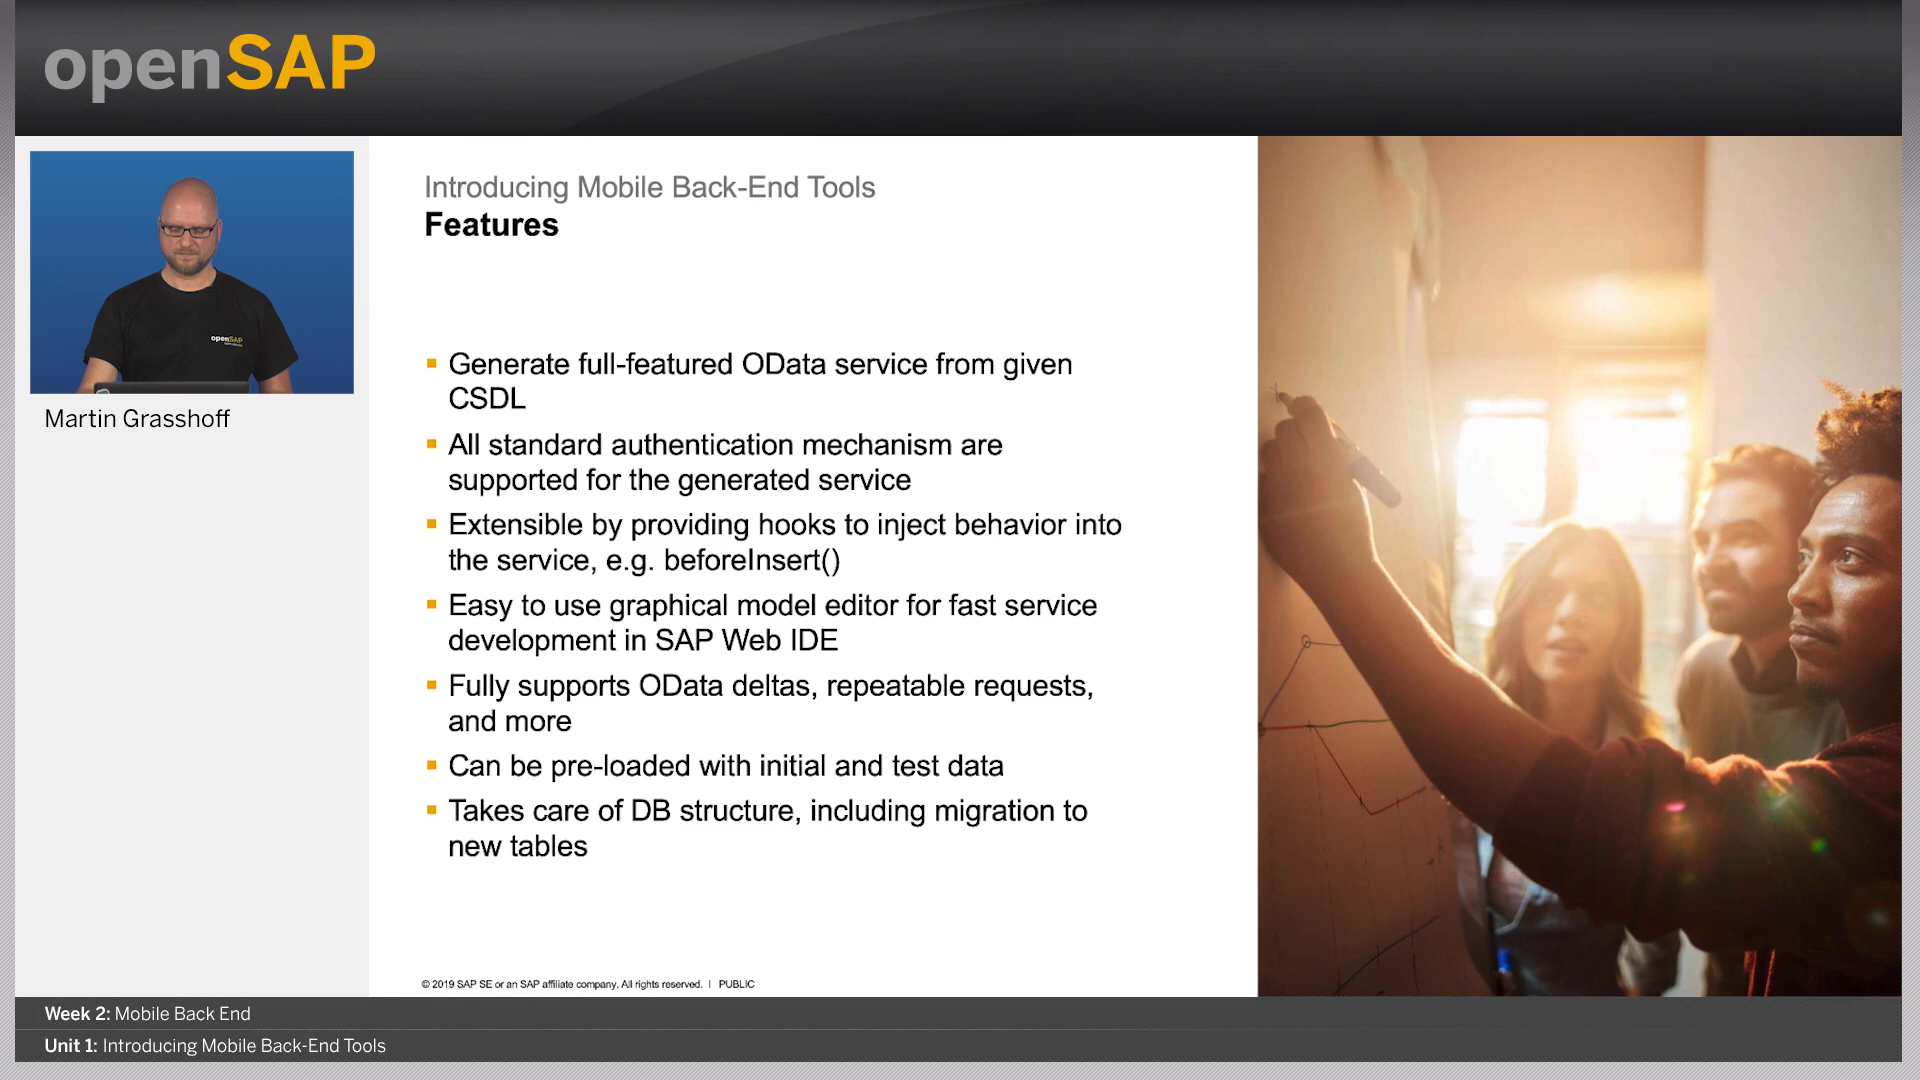 openSAP
Introducing Mobile Back-End Tools
Features
Generate full-featured OData service from given
CSDL
All standard authentication mechanism are
supported for the generated service
Extensible by providing hooks to inject behavior into
the service, e.g. beforeInsert()
Easy to use graphical model editor for fast service
development in SAP Web IDE
Fully supports OData deltas, repeatable requests,
and more
Can be pre-loaded with initial and test data
Takes care of DB structure, including migration to
new tables
openSAP
Martin Grasshoff
© 2019 SAP SE or an SAP affiliate company. All rights reserved. | PUBLIC
Week 2: Mobile Back End
Unit 1: Introducing Mobile Back-End Tools